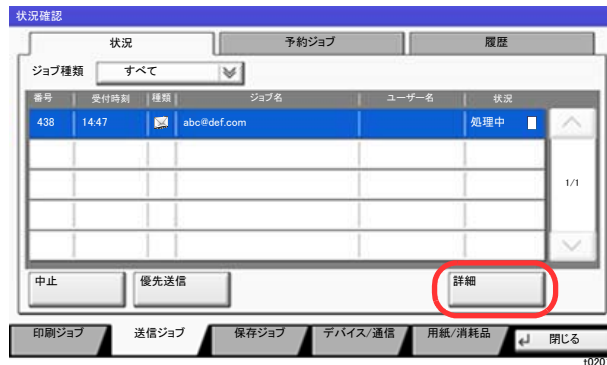 状況確認
状況 予約ジョブ 履歴
ジョブ種類 すべて
番号 受付時刻 種類 ジョブ名 ユーザー名 状況
438 14:47 abc@def.com 処理中
1/1
中止 優先送信 詳細
印刷ジョブ 送信ジョブ 保存ジョブ デバイス/通信 用紙/消耗品 閉じる
t020